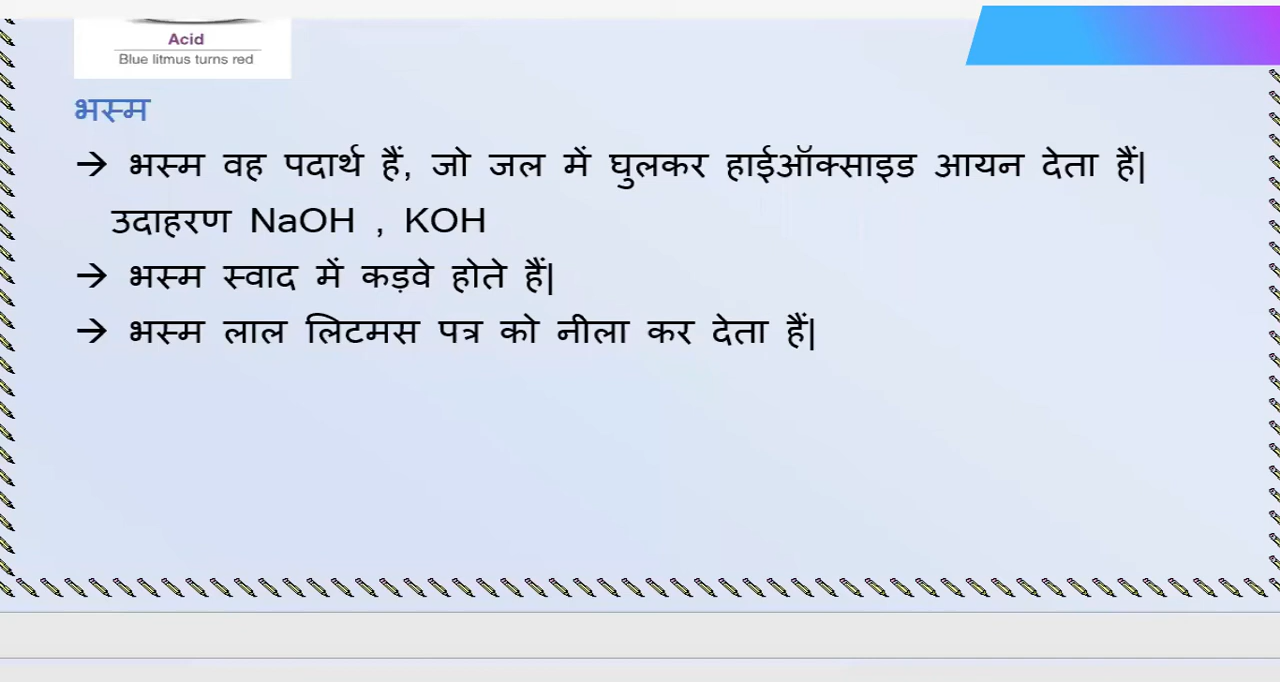 Acid
Blue litmus turns red
भस्म
→ भस्म वह पदार्थ हैं, जो जल में घुलकर हाईऑक्साइड आयन देता हैं|
उदाहरण NaOH , KOH
→ भस्म स्वाद में कड़वे होते हैं|
→ भस्म लाल लिटमस पत्र को नीला कर देता हैं|